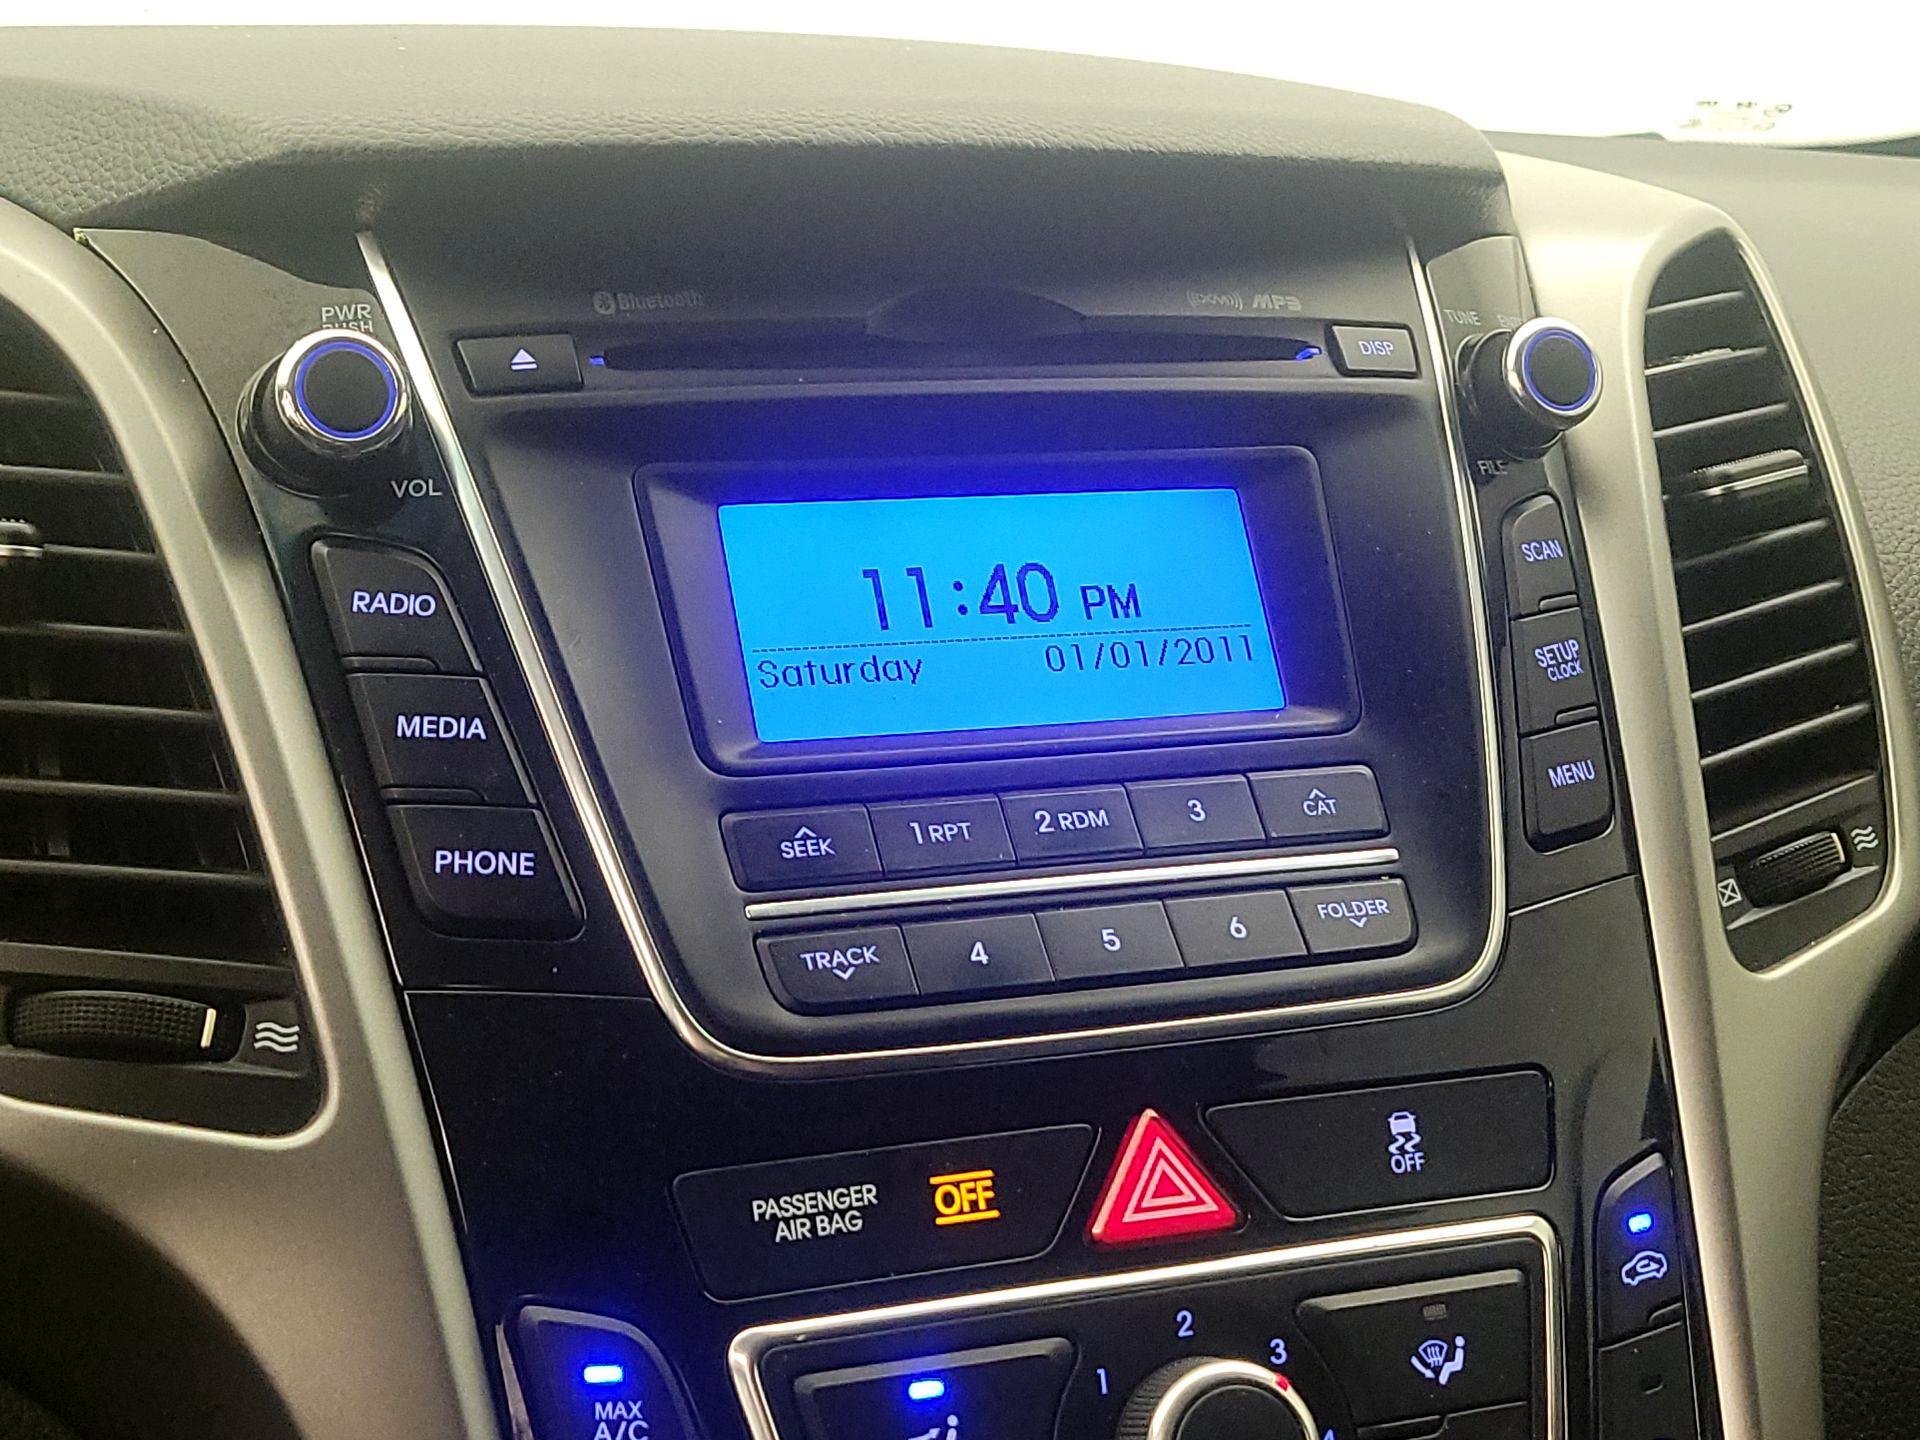 Bluetooth
MP3
PWR
PUSH
DISP
TUNE
VOL
FILE
RADIO
MEDIA
PHONE
11:40 PM
Saturday 01/01/2011
SCAN
SETUP
CLOCK
MENU
SEEK 1 RPT 2 RDM 3 CAT
TRACK 4 5 6 FOLDER
PASSENGER
AIR BAG
OFF
OFF
MAX
A/C
1 2 3 4